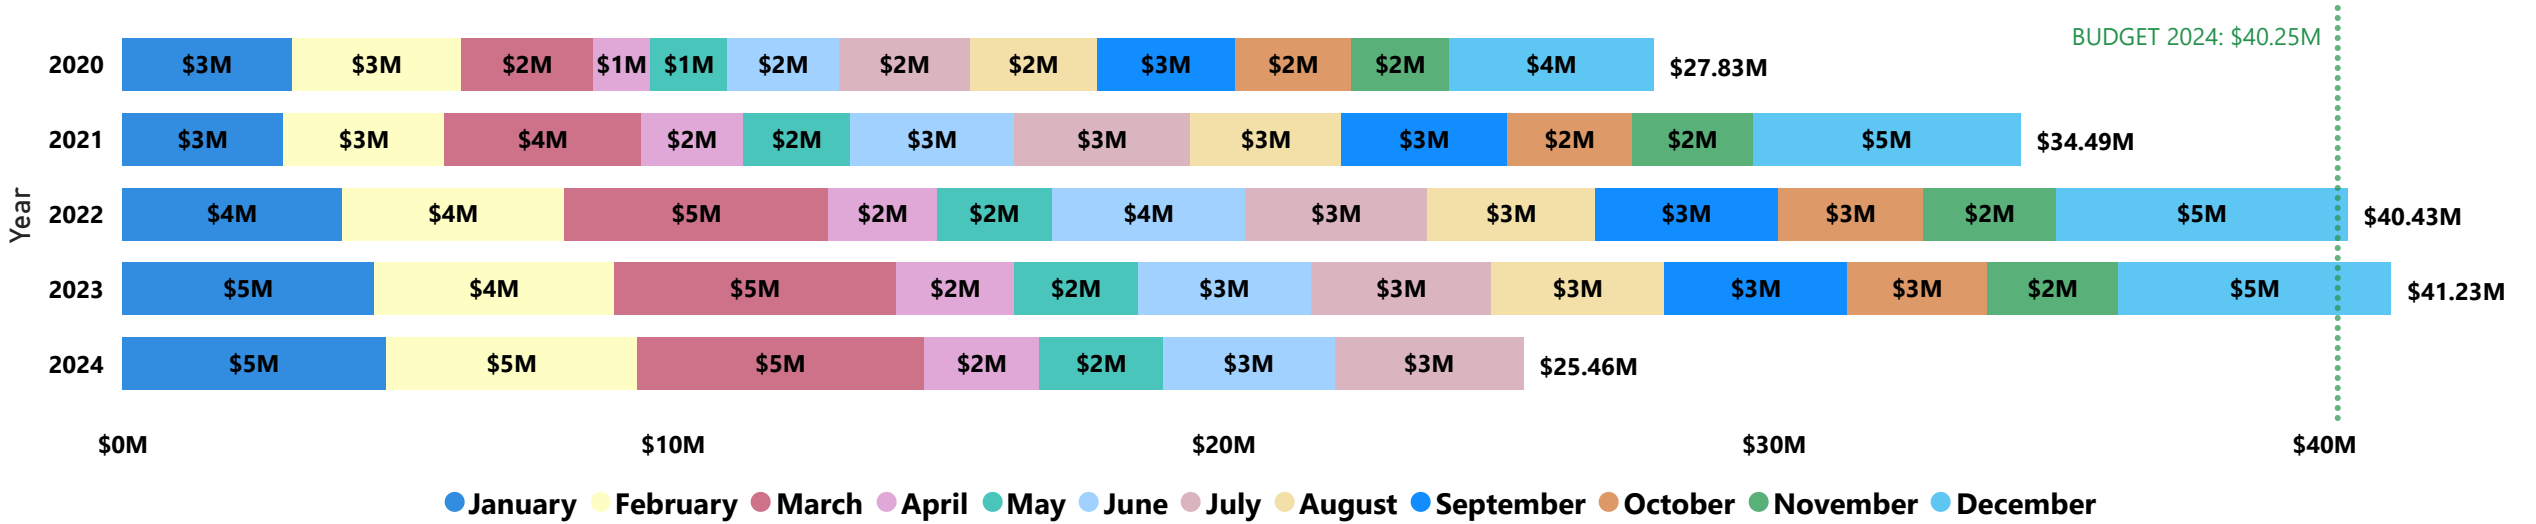 BUDGET 2024: $40.25M
2020 $3M $3M $2M $1M $1M $2M $2M $2M $3M $2M $2M $4M $27.83M
2021 $3M $3M $4M $2M $2M $3M $3M $3M $3M $2M $2M $5M $34.49M
2022 $4M $4M $5M $2M $2M $4M $3M $3M $3M $3M $2M $5M $40.43M
Year
2023 $5M $4M $5M $2M $2M $3M $3M $3M $3M $3M $2M $5M $41.23M
2024 $5M $5M $5M $2M $2M $3M $3M $25.46M
$0M $10M $20M $30M $40M
January February March April May June July August September October November December